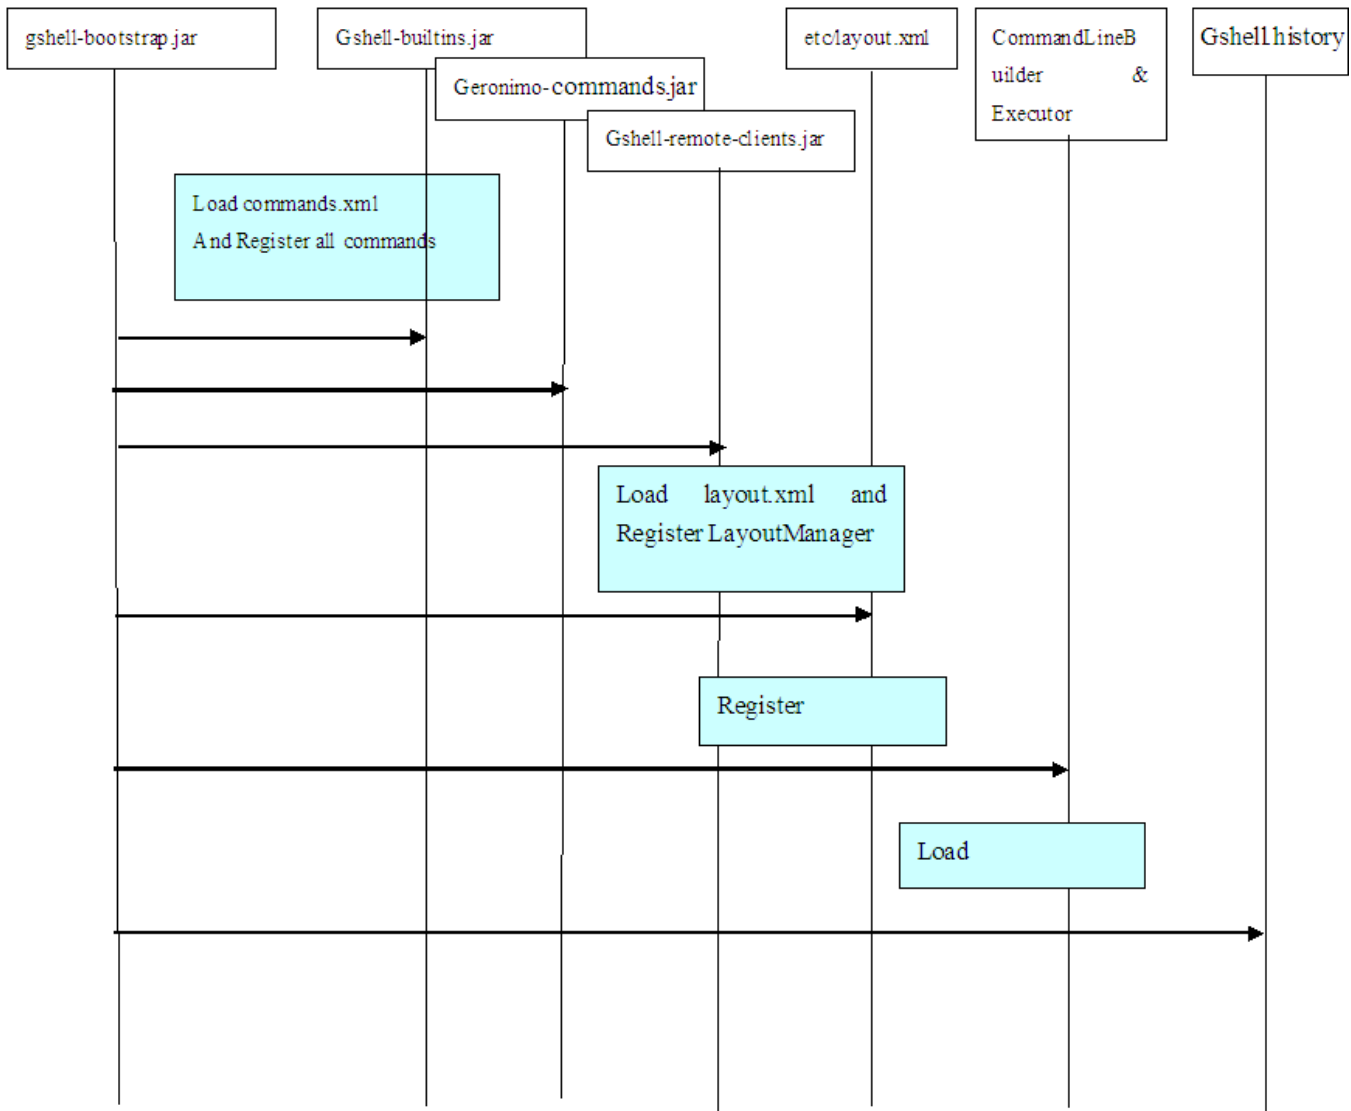 gshell-bootstrap.jar
Gshell-builtins.jar
Geronimo-commands.jar
Gshell-remote-clients.jar
etc/layout.xml
CommandLineB
uilder &
Executor
Gshell.history
Load commands.xml
And Register all commands
Load layout.xml and
Register LayoutManager
Register
Load